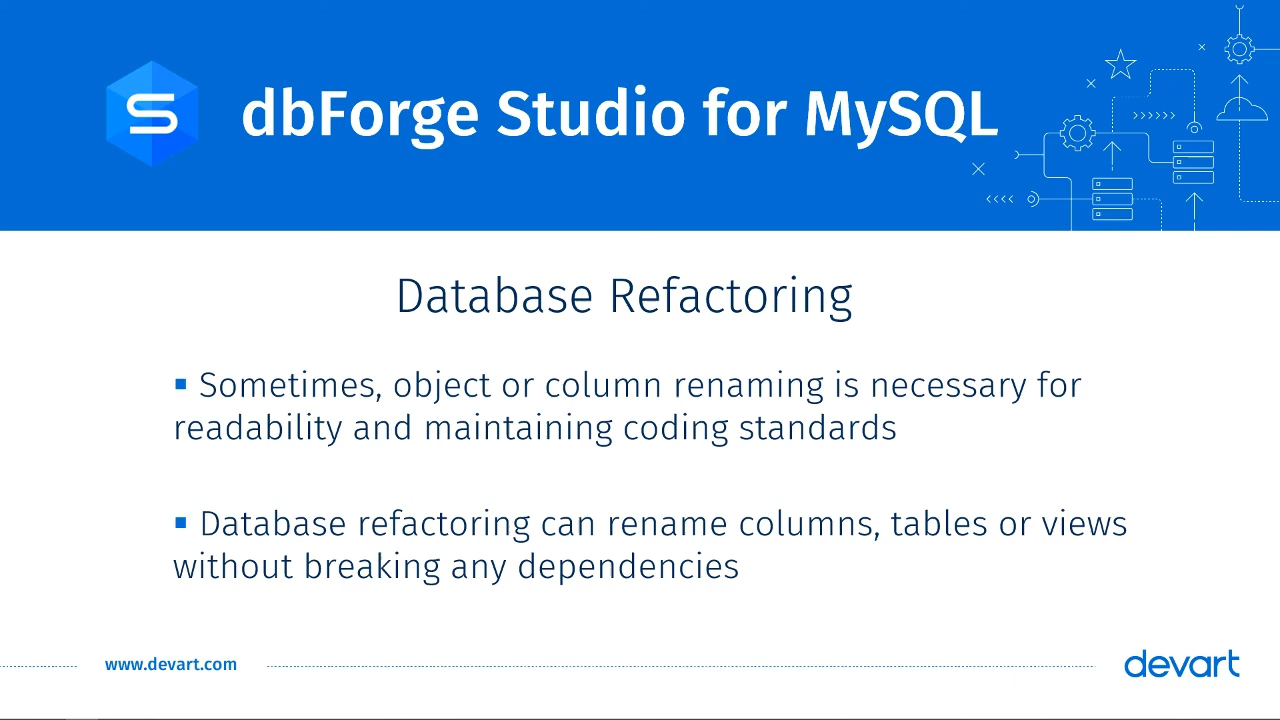 dbForge Studio for MySQL
Database Refactoring
▪ Sometimes, object or column renaming is necessary for
readability and maintaining coding standards
▪ Database refactoring can rename columns, tables or views
without breaking any dependencies
www.devart.com
devart